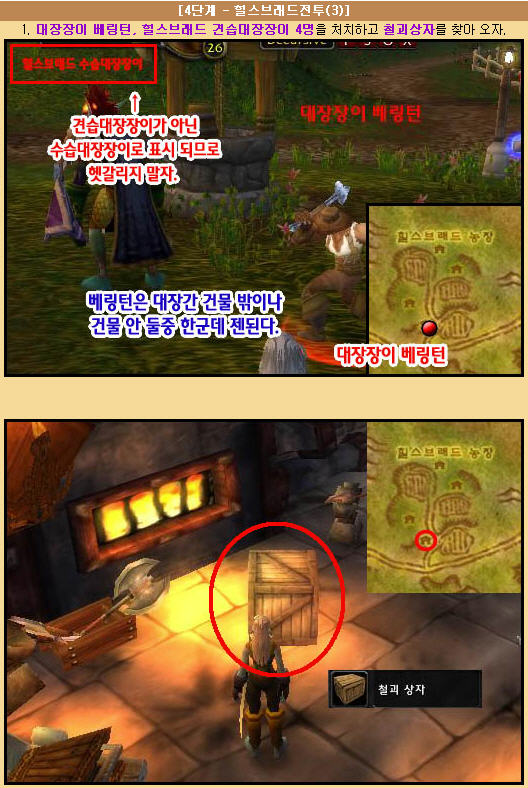 [4단계 - 힐스브래드전투(3)]
1. 대장장이 베링턴, 힐스브래드 견습대장장이 4명을 처치하고 철괴상자를 찾아 오자.
힐스브래드 수습대장장이
26
↑
견습대장장이가 아닌
수습대장장이로 표시 되므로
헷갈리지 말자.
대장장이 베링턴
힐스브래드 농장
베링턴은 대장간 건물 밖이나
건물 안 둘중 한군데 젠된다.
대장장이 베링턴
힐스브래드 농장
철괴 상자